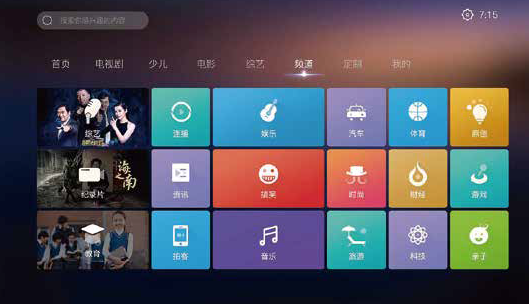 搜索你感兴趣的内容
7:15
首页 电视剧 少儿 电影 综艺 频道 定制 我的
综艺 连播 娱乐 汽车 体育 原创
纪录片 资讯 搞笑 时尚 游戏
海之南
教育 拍客 音乐 旅游 科技 亲子